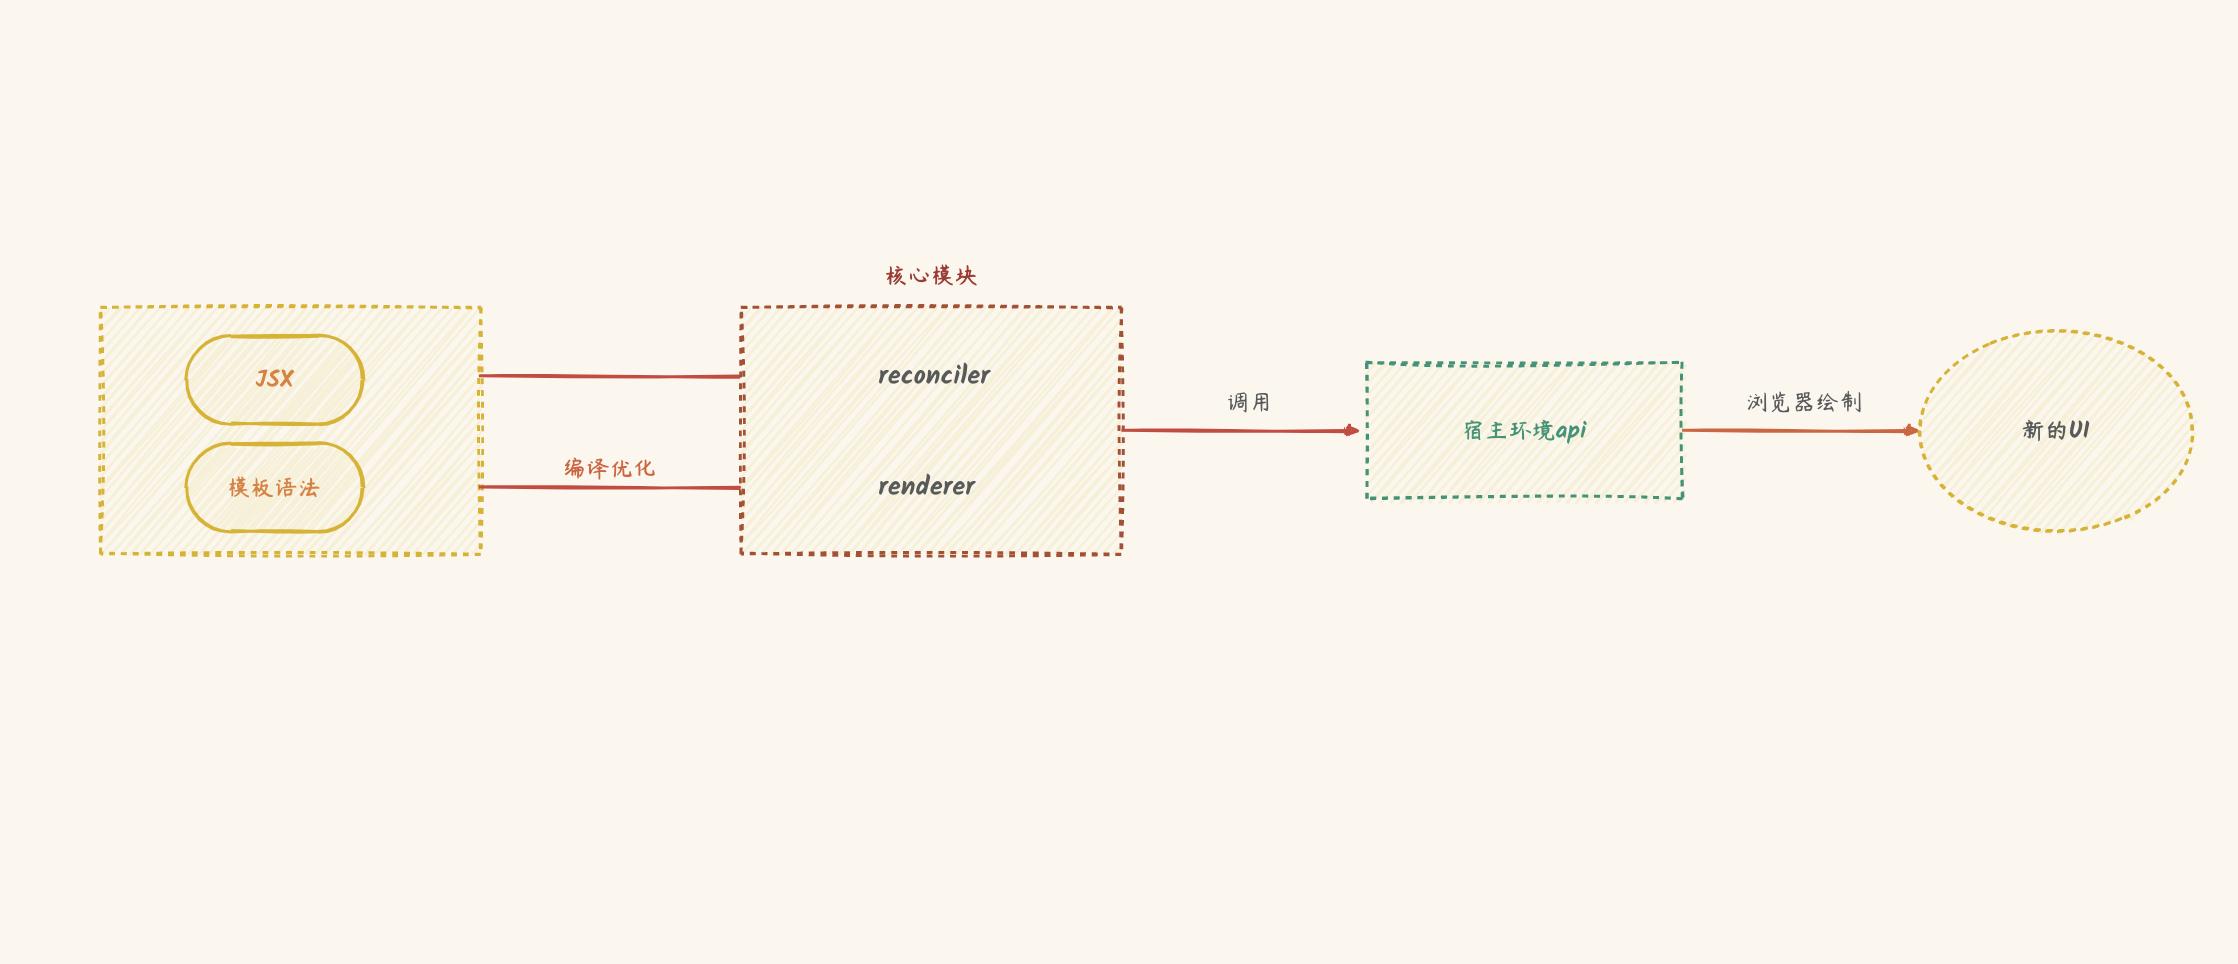 核心模块
JSX
模板语法
编译优化
reconciler
renderer
调用
宿主环境api
浏览器绘制
新的UI